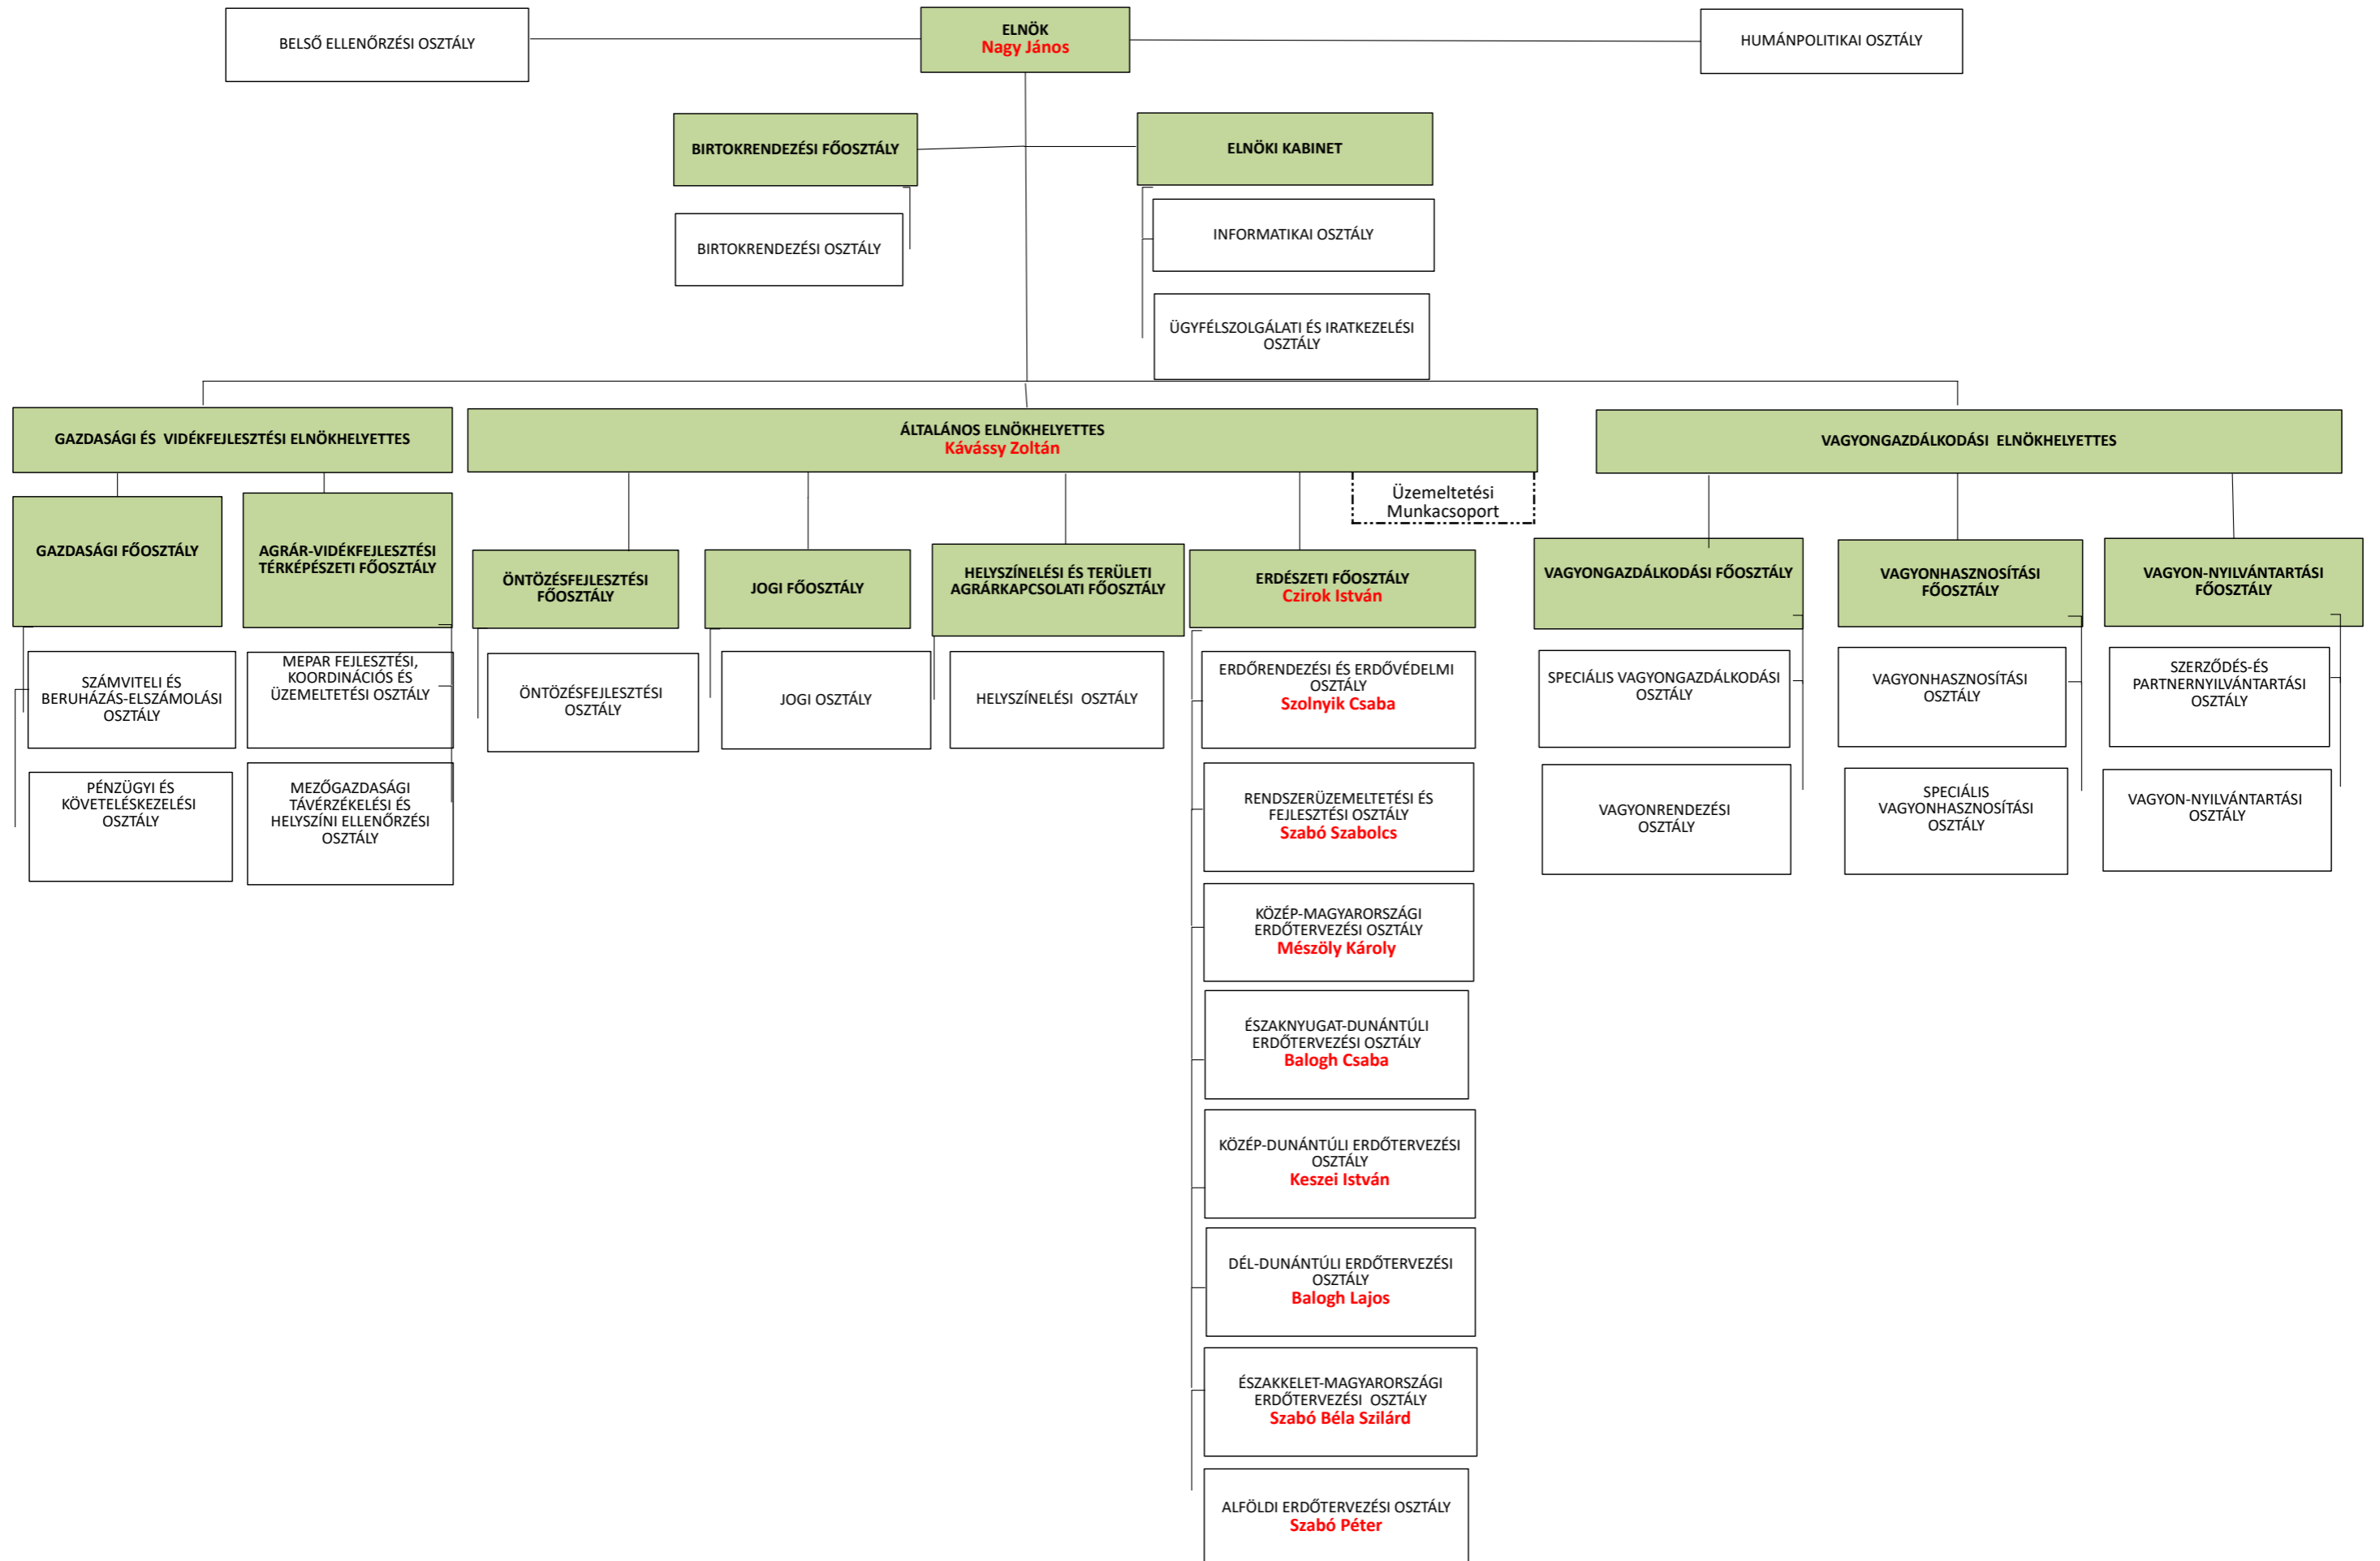 BELSŐ ELLENŐRZÉSI OSZTÁLY
ELNÖK
Nagy János
HUMÁNPOLITIKAI OSZTÁLY
BIRTOKRENDEZÉSI FŐOSZTÁLY
ELNÖKI KABINET
BIRTOKRENDEZÉSI OSZTÁLY
INFORMATIKAI OSZTÁLY
ÜGYFÉLSZOLGÁLATI ÉS IRATKEZELÉSI
OSZTÁLY
GAZDASÁGI ÉS VIDÉKFEJLESZTÉSI ELNÖKHELYETTES
ÁLTALÁNOS ELNÖKHELYETTES
Kávássy Zoltán
VAGYONGAZDÁLKODÁSI ELNÖKHELYETTES
Üzemeltetési
Munkacsoport
GAZDASÁGI FŐOSZTÁLY
AGRÁR-VIDÉKFEJLESZTÉSI
TÉRKÉPÉSZETI FŐOSZTÁLY
ÖNTÖZÉSFEJLESZTÉSI
FŐOSZTÁLY
JOGI FŐOSZTÁLY
HELYSZÍNELÉSI ÉS TERÜLETI
AGRÁRKAPCSOLATI FŐOSZTÁLY
ERDÉSZETI FŐOSZTÁLY
Czirok István
VAGYONGAZDÁLKODÁSI FŐOSZTÁLY
VAGYONHASZNOSÍTÁSI
FŐOSZTÁLY
VAGYON-NYILVÁNTARTÁSI
FŐOSZTÁLY
SZÁMVITELI ÉS
BERUHÁZÁS-ELSZÁMOLÁSI
OSZTÁLY
MEPAR FEJLESZTÉSI,
KOORDINÁCIÓS ÉS
ÜZEMELTETÉSI OSZTÁLY
ÖNTÖZÉSFEJLESZTÉSI
OSZTÁLY
JOGI OSZTÁLY
HELYSZÍNELÉSI OSZTÁLY
ERDŐRENDEZÉSI ÉS ERDŐVÉDELMI
OSZTÁLY
Szolnyik Csaba
SPECIÁLIS VAGYONGAZDÁLKODÁSI
OSZTÁLY
VAGYONHASZNOSÍTÁSI
OSZTÁLY
SZERZŐDÉS-ÉS
PARTNERNYILVÁNTARTÁSI
OSZTÁLY
PÉNZÜGYI ÉS
KÖVETELÉSKEZELÉSI
OSZTÁLY
MEZŐGAZDASÁGI
TÁVÉRZÉKELÉSI ÉS
HELYSZÍNI ELLENŐRZÉSI
OSZTÁLY
RENDSZERÜZEMELTETÉSI ÉS
FEJLESZTÉSI OSZTÁLY
Szabó Szabolcs
VAGYONRENDEZÉSI
OSZTÁLY
SPECIÁLIS
VAGYONHASZNOSÍTÁSI
OSZTÁLY
VAGYON-NYILVÁNTARTÁSI
OSZTÁLY
KÖZÉP-MAGYARORSZÁGI
ERDŐTERVEZÉSI OSZTÁLY
Mészöly Károly
ÉSZAKNYUGAT-DUNÁNTÚLI
ERDŐTERVEZÉSI OSZTÁLY
Balogh Csaba
KÖZÉP-DUNÁNTÚLI ERDŐTERVEZÉSI
OSZTÁLY
Keszei István
DÉL-DUNÁNTÚLI ERDŐTERVEZÉSI
OSZTÁLY
Balogh Lajos
ÉSZAKKELET-MAGYARORSZÁGI
ERDŐTERVEZÉSI OSZTÁLY
Szabó Béla Szilárd
ALFÖLDI ERDŐTERVEZÉSI OSZTÁLY
Szabó Péter